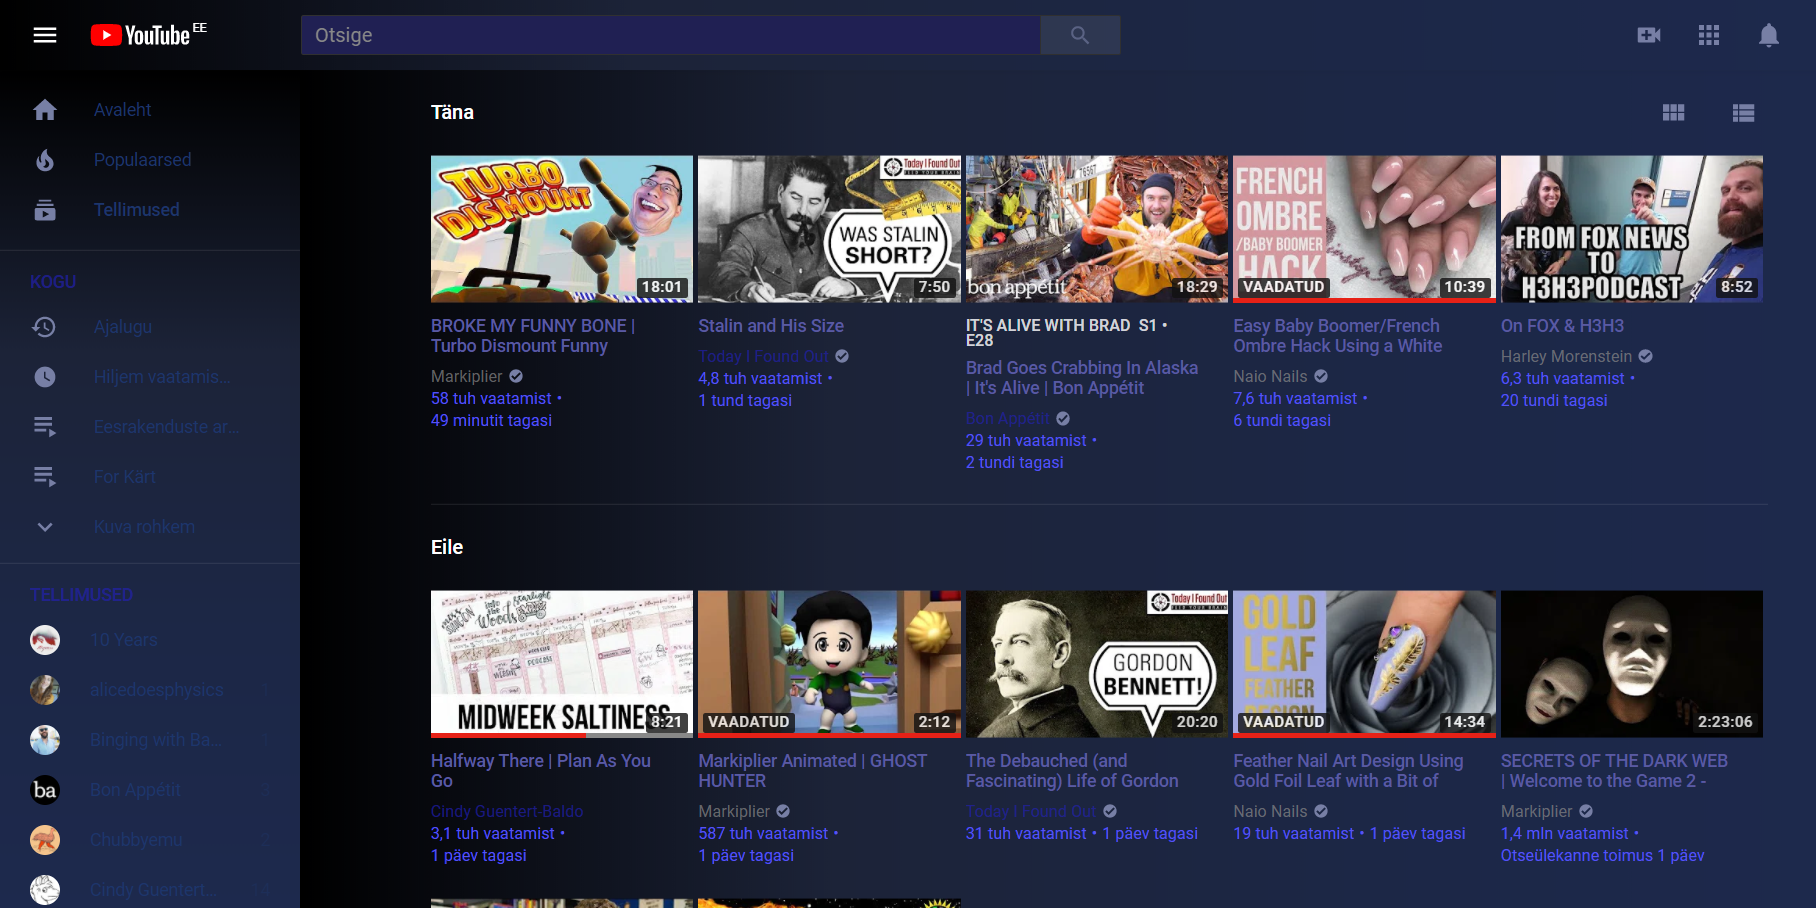 YouTube EE
Otsige
Avaleht
Populaarsed
Tellimused
KOGU
Ajalugu
Hiljem vaatamis...
Eesrakenduste ar...
For Kärt
Kuva rohkem
TELLIMUSED
10 Years
alicedoesphysics 1
Binging with Ba... 1
Bon Appétit
Chubbyemu 2
Cindy Guentert... 14
Täna
TURBO
DISMOUNT
18:01
BROKE MY FUNNY BONE |
Turbo Dismount Funny
Markiplier
58 tuh vaatamist •
49 minutit tagasi
Today I Found Out
FEED YOUR BRAIN
WAS STALIN
SHORT?
7:50
Stalin and His Size
Today I Found Out
4,8 tuh vaatamist •
1 tund tagasi
bon appétit
18:29
IT'S ALIVE WITH BRAD S1 •
E28
Brad Goes Crabbing In Alaska
| It's Alive | Bon Appétit
Bon Appétit
29 tuh vaatamist •
2 tundi tagasi
FRENCH
OMBRE
/BABY BOOMER
HACK
VAADATUD
10:39
Easy Baby Boomer/French
Ombre Hack Using a White
Naio Nails
7,6 tuh vaatamist •
6 tundi tagasi
FROM FOX NEWS
TO
H3H3PODCAST
8:52
On FOX & H3H3
Harley Morenstein
6,3 tuh vaatamist •
20 tundi tagasi
Eile
MIDWEEK SALTINESS
8:21
Halfway There | Plan As You
Go
Cindy Guentert-Baldo
3,1 tuh vaatamist •
1 päev tagasi
VAADATUD
2:12
Markiplier Animated | GHOST
HUNTER
Markiplier
587 tuh vaatamist •
1 päev tagasi
Today I Found Out
FEED YOUR BRAIN
GORDON
BENNETT!
20:20
The Debauched (and
Fascinating) Life of Gordon
Today I Found Out
31 tuh vaatamist • 1 päev tagasi
GOLD
LEAF
FEATHER
DESIGN
VAADATUD
14:34
Feather Nail Art Design Using
Gold Foil Leaf with a Bit of
Naio Nails
19 tuh vaatamist • 1 päev tagasi
2:23:06
SECRETS OF THE DARK WEB
| Welcome to the Game 2 -
Markiplier
1,4 mln vaatamist •
Otseülekanne toimus 1 päev